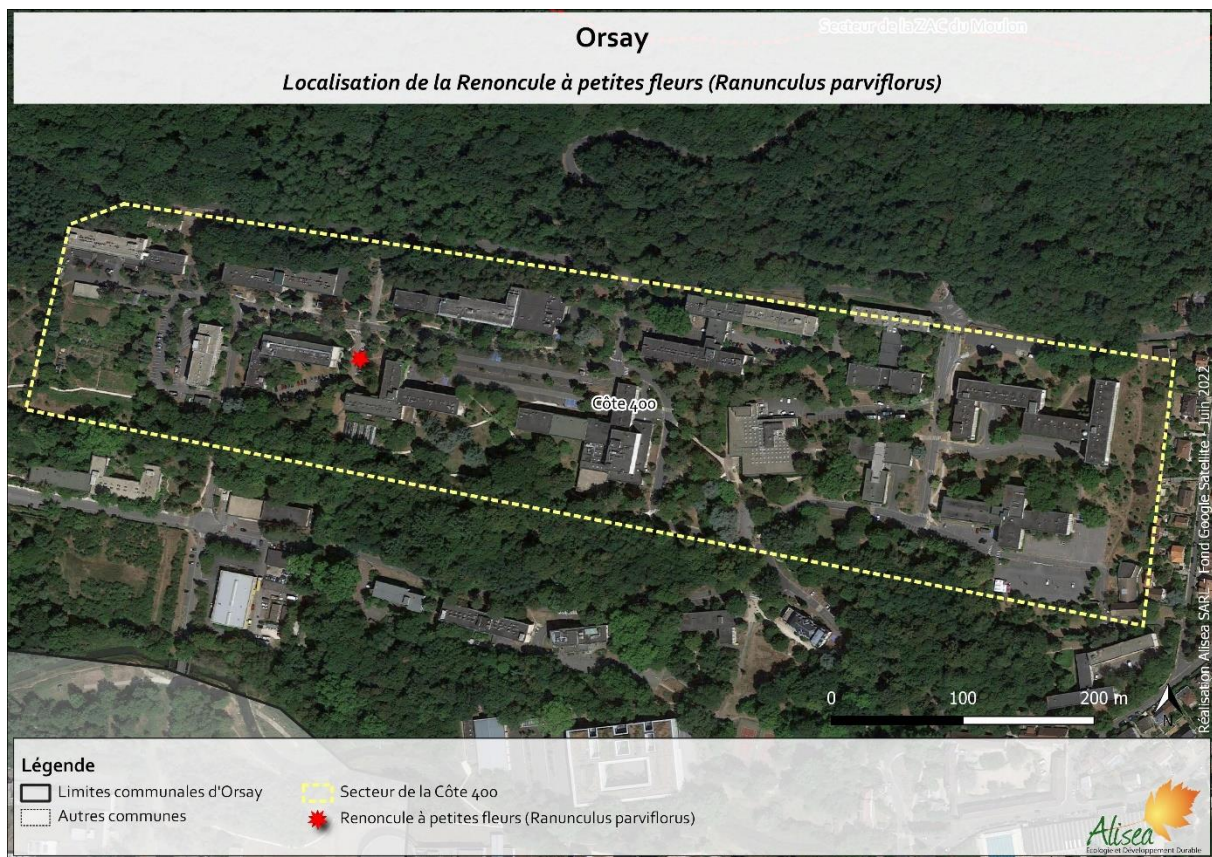 Secteur de la ZAC du Moulon
Orsay
Localisation de la Renoncule à petites fleurs (Ranunculus parviflorus)
Côte 400
0 100 200 m
N
Réalisation Alisea SARL - Fond Google Satellite - Juin 2022
Légende
Limites communales d'Orsay
Autres communes
Secteur de la Côte 400
Renoncule à petites fleurs (Ranunculus parviflorus)
Alisea
Ecologie et Développement Durable